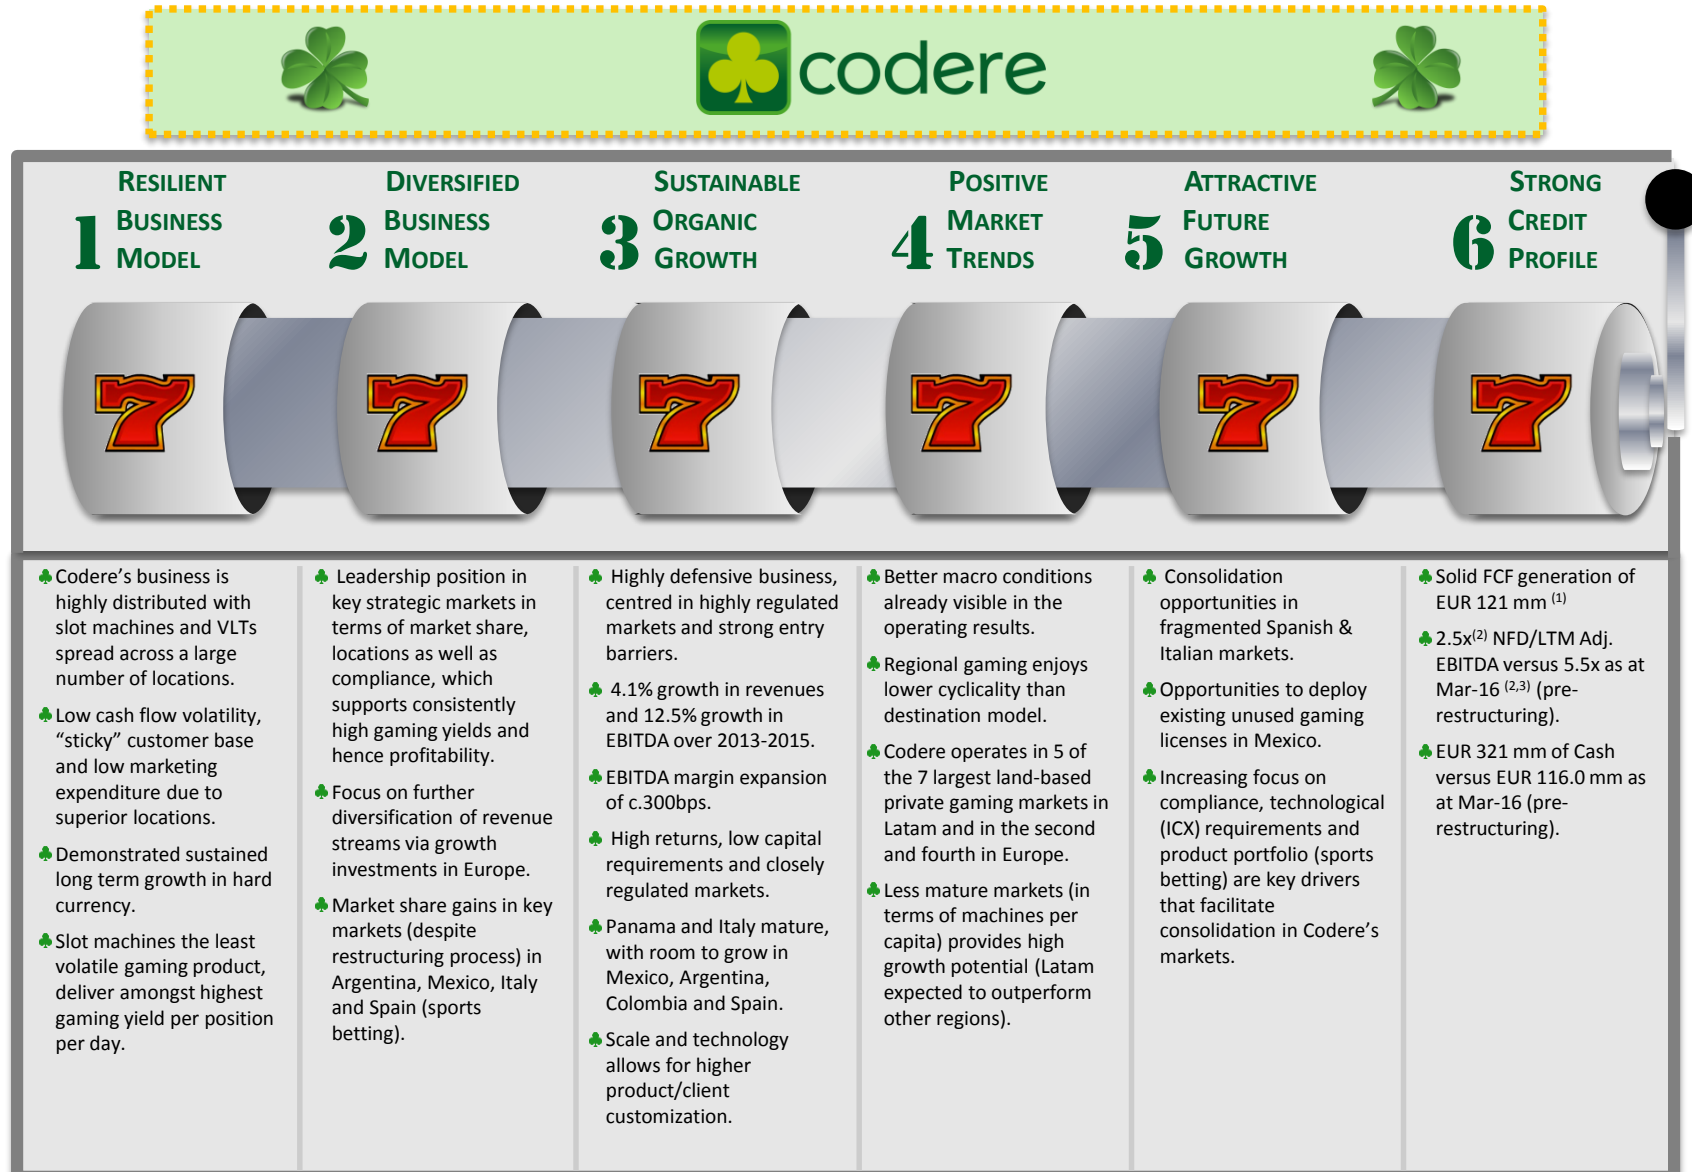 codere
RESILIENT
1 BUSINESS
MODEL
DIVERSIFIED
2 BUSINESS
MODEL
SUSTAINABLE
3 ORGANIC
GROWTH
POSITIVE
4 MARKET
TRENDS
ATTRACTIVE
5 FUTURE
GROWTH
STRONG
6 CREDIT
PROFILE
7 7 7 7 7 7
Codere's business is
highly distributed with
slot machines and VLTs
spread across a large
number of locations.
Low cash flow volatility,
“sticky” customer base
and low marketing
expenditure due to
superior locations.
Demonstrated sustained
long term growth in hard
currency.
Slot machines the least
volatile gaming product,
deliver amongst highest
gaming yield per position
per day.
Leadership position in
key strategic markets in
terms of market share,
locations as well as
compliance, which
supports consistently
high gaming yields and
hence profitability.
Focus on further
diversification of revenue
streams via growth
investments in Europe.
Market share gains in key
markets (despite
restructuring process) in
Argentina, Mexico, Italy
and Spain (sports
betting).
Highly defensive business,
centred in highly regulated
markets and strong entry
barriers.
4.1% growth in revenues
and 12.5% growth in
EBITDA over 2013-2015.
EBITDA margin expansion
of c.300bps.
High returns, low capital
requirements and closely
regulated markets.
Panama and Italy mature,
with room to grow in
Mexico, Argentina,
Colombia and Spain.
Scale and technology
allows for higher
product/client
customization.
Better macro conditions
already visible in the
operating results.
Regional gaming enjoys
lower cyclicality than
destination model.
Codere operates in 5 of
the 7 largest land-based
private gaming markets in
Latam and in the second
and fourth in Europe.
Less mature markets (in
terms of machines per
capita) provides high
growth potential (Latam
expected to outperform
other regions).
Consolidation
opportunities in
fragmented Spanish &
Italian markets.
Opportunities to deploy
existing unused gaming
licenses in Mexico.
Increasing focus on
compliance, technological
(ICX) requirements and
product portfolio (sports
betting) are key drivers
that facilitate
consolidation in Codere's
markets.
Solid FCF generation of
EUR 121 mm (1)
2.5x(2) NFD/LTM Adj.
EBITDA versus 5.5x as at
Mar-16 (2,3) (pre-
restructuring).
EUR 321 mm of Cash
versus EUR 116.0 mm as
at Mar-16 (pre-
restructuring).